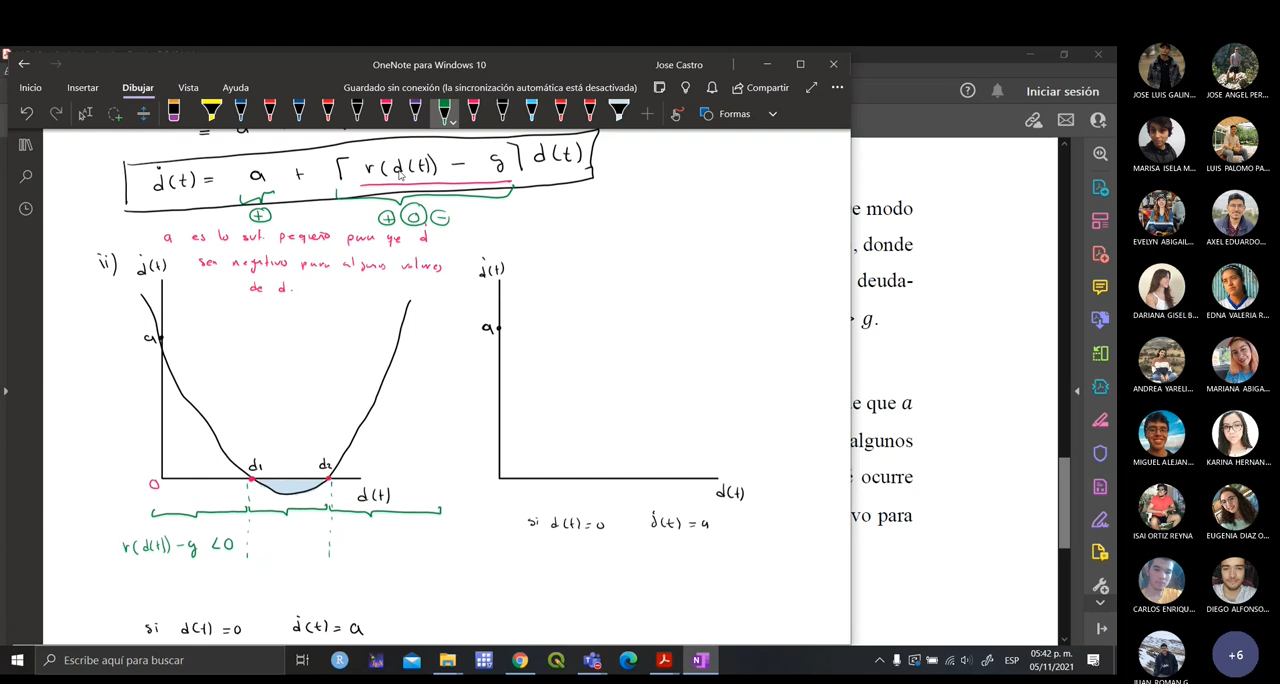 OneNote para Windows 10
Jose Castro
Inicio Insertar Dibujar Vista Ayuda
Guardado sin conexión (la sincronización automática está desactivada)
Compartir
Formas
Iniciar sesión
ḋ(t) = a + [ r(d(t)) - g ] d(t)
+ + 0 -
a es lo suf. pequeño para qe ḋ
sea negativo para algunos valores
de d.
ii) ḋ(t)
a
d1 d2
0 d(t)
r(d(t)) - g < 0
si d(t) = 0 ḋ(t) = a
ḋ(t)
a
d(t)
si d(t) = 0 ḋ(t) = a
e modo
, donde
deuda-
> g.
e que a
algunos
é ocurre
vo para
JOSE LUIS GALIN...
JOSE ANGEL PER...
MARISA ISELA M...
LUIS PALOMO PA...
EVELYN ABIGAIL...
AXEL EDUARDO...
DARIANA GISEL B...
EDNA VALERIA R...
ANDREA YARELI...
MARIANA ABIGA...
MIGUEL ALEJAN...
KARINA HERNAN...
ISAI ORTIZ REYNA
EUGENIA DIAZ O...
CARLOS ENRIQU...
DIEGO ALFONSO...
JUAN ROMAN G...
+6
Escribe aquí para buscar
ESP
05:42 p. m.
05/11/2021